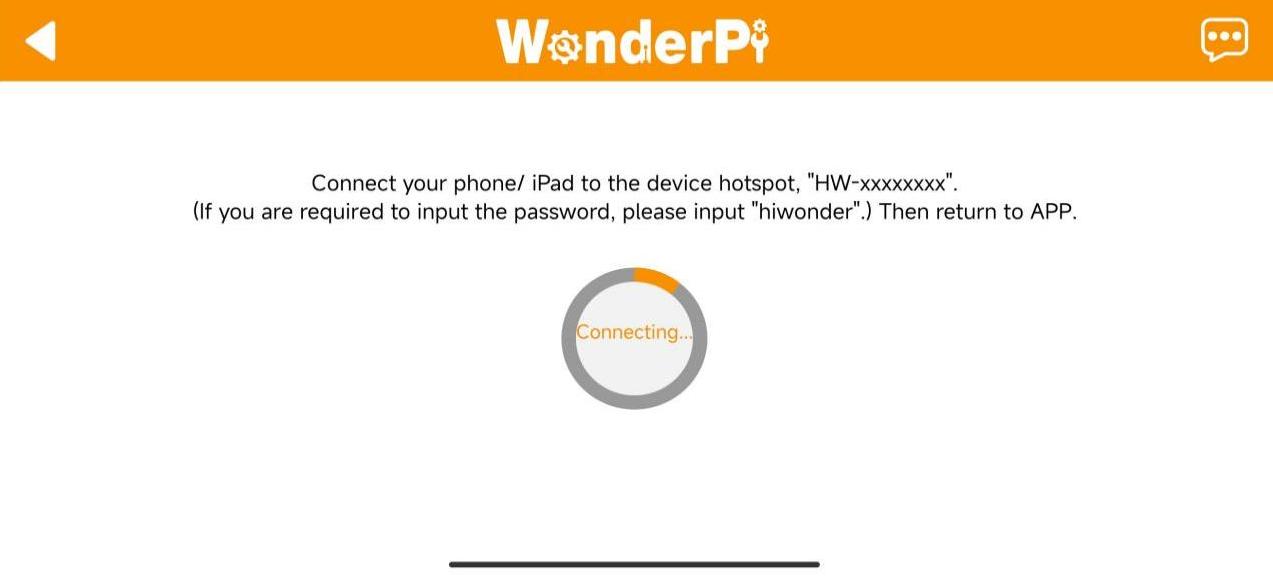 WonderPi
Connect your phone/ iPad to the device hotspot, "HW-xxxxxxxx".
(If you are required to input the password, please input "hiwonder".) Then return to APP.
Connecting...